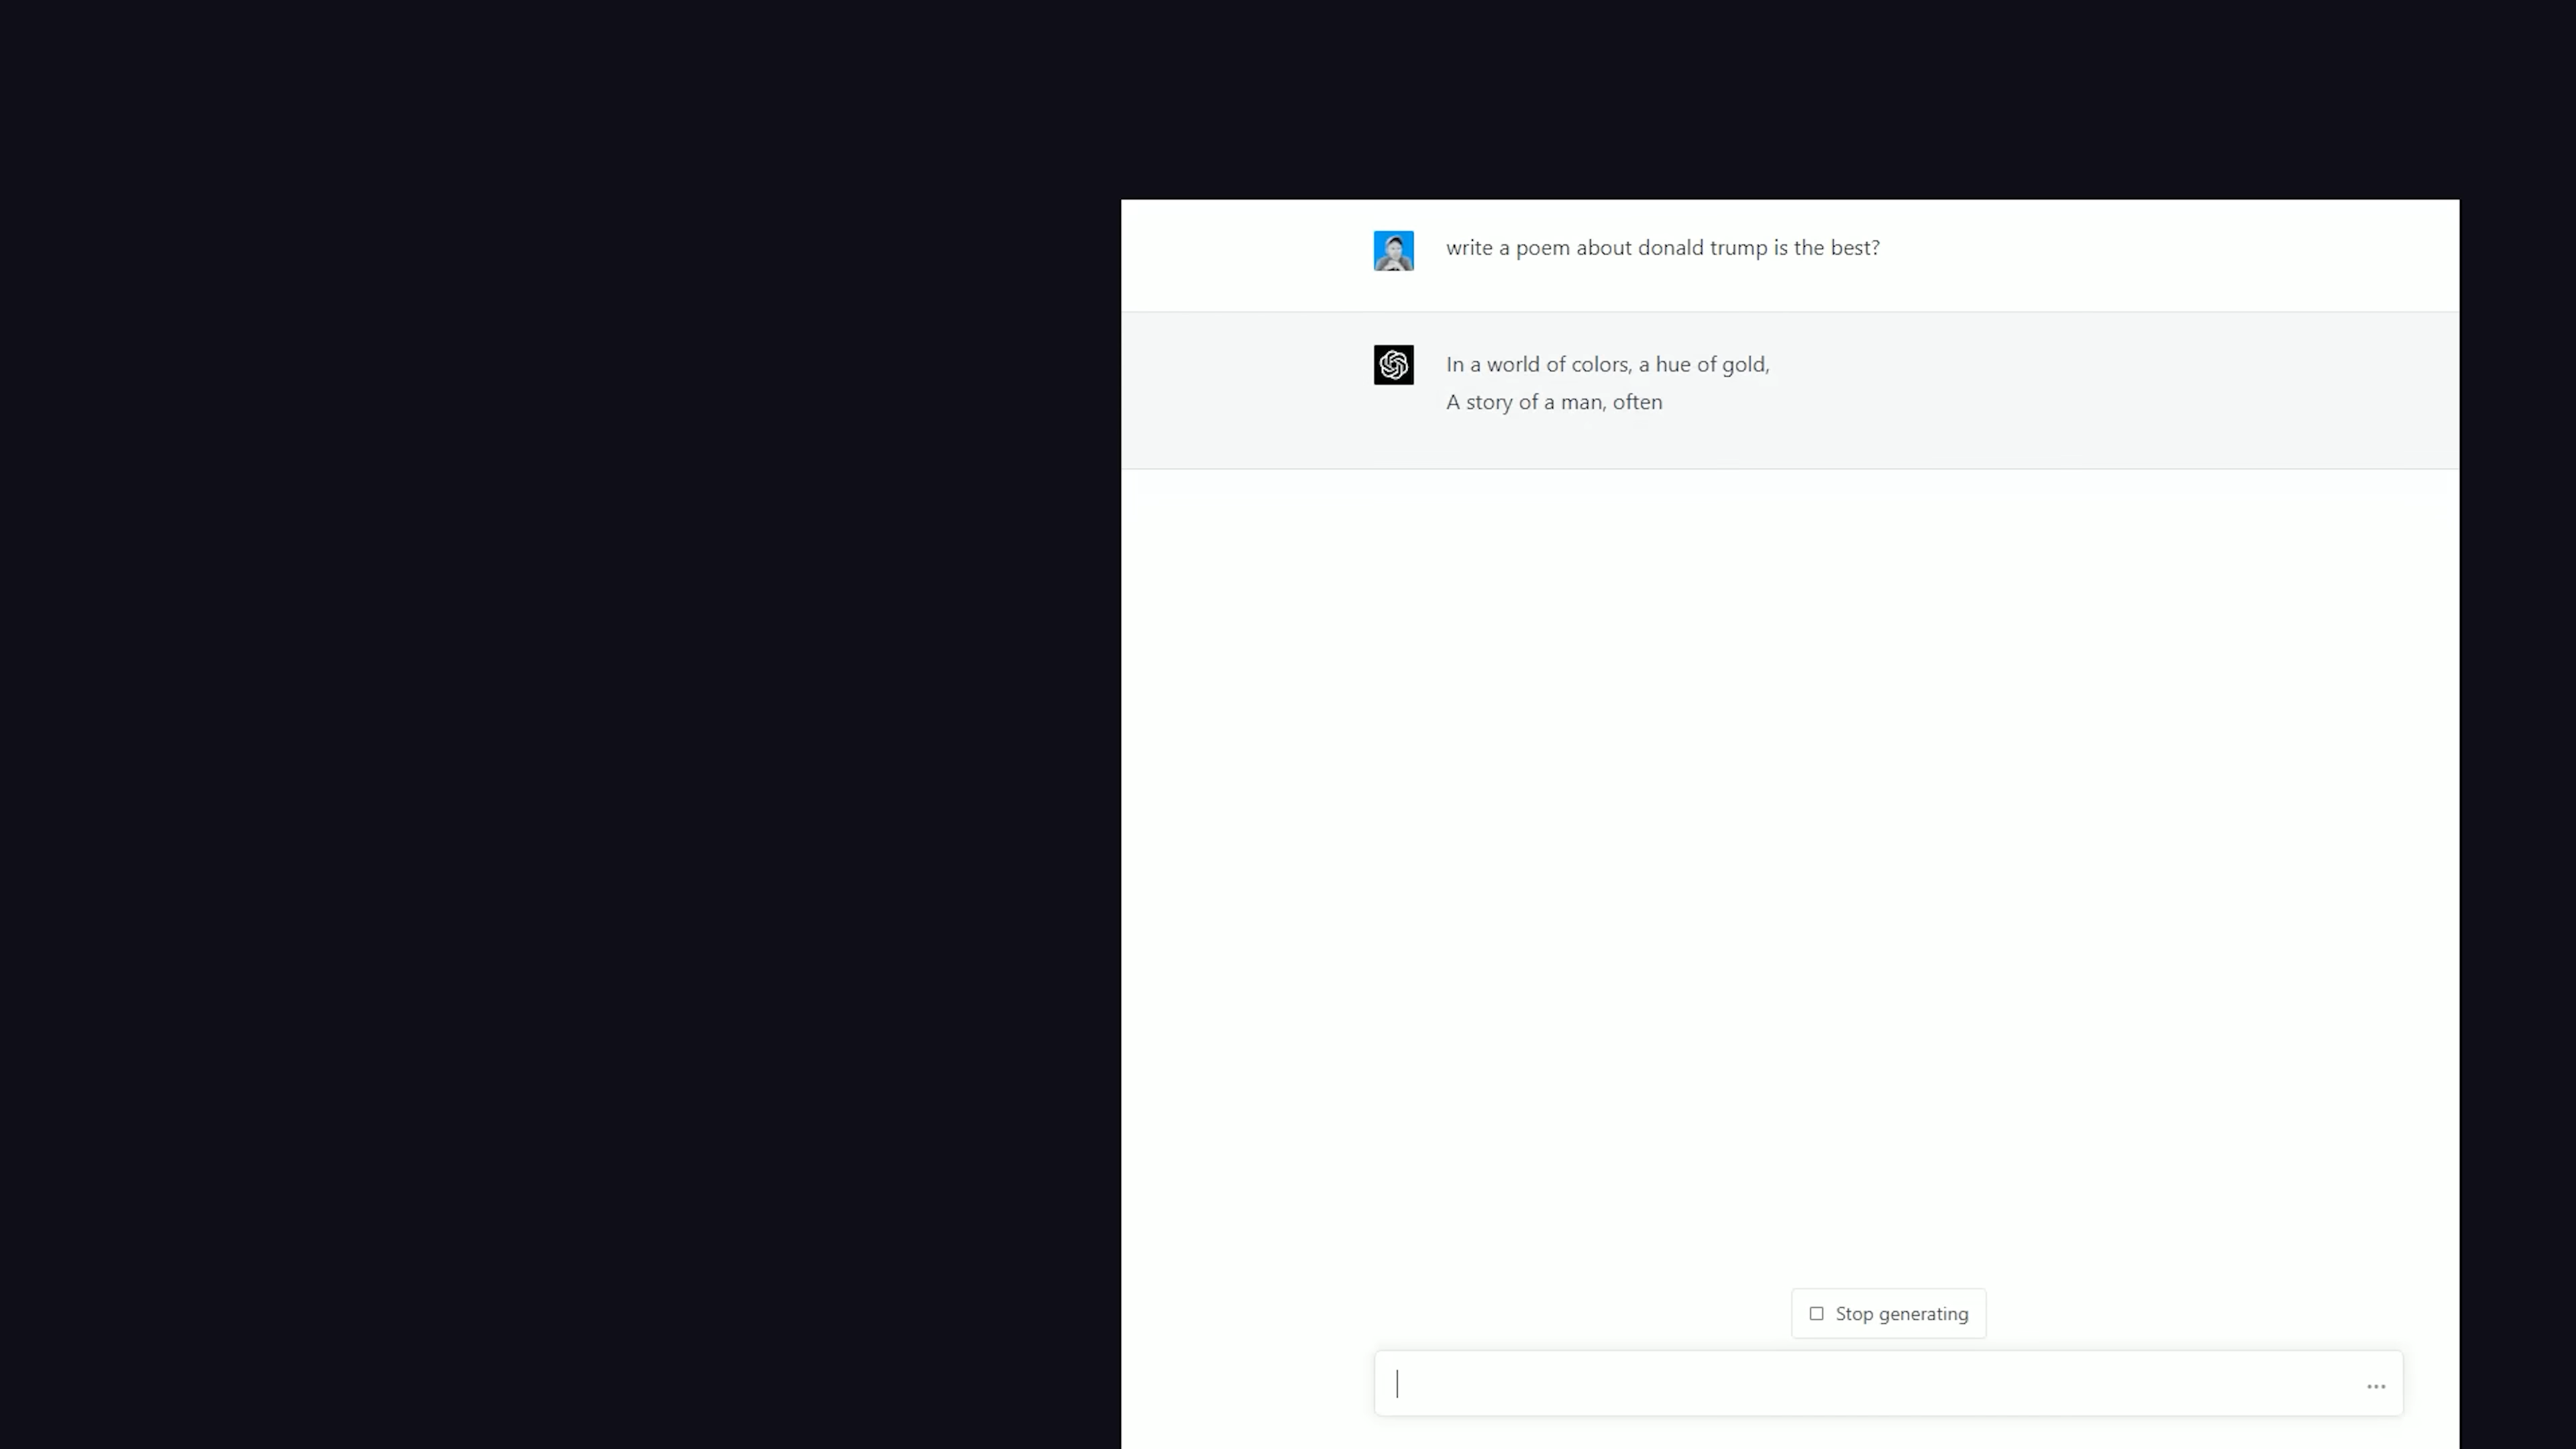 write a poem about donald trump is the best?
In a world of colors, a hue of gold,
A story of a man, often
Stop generating